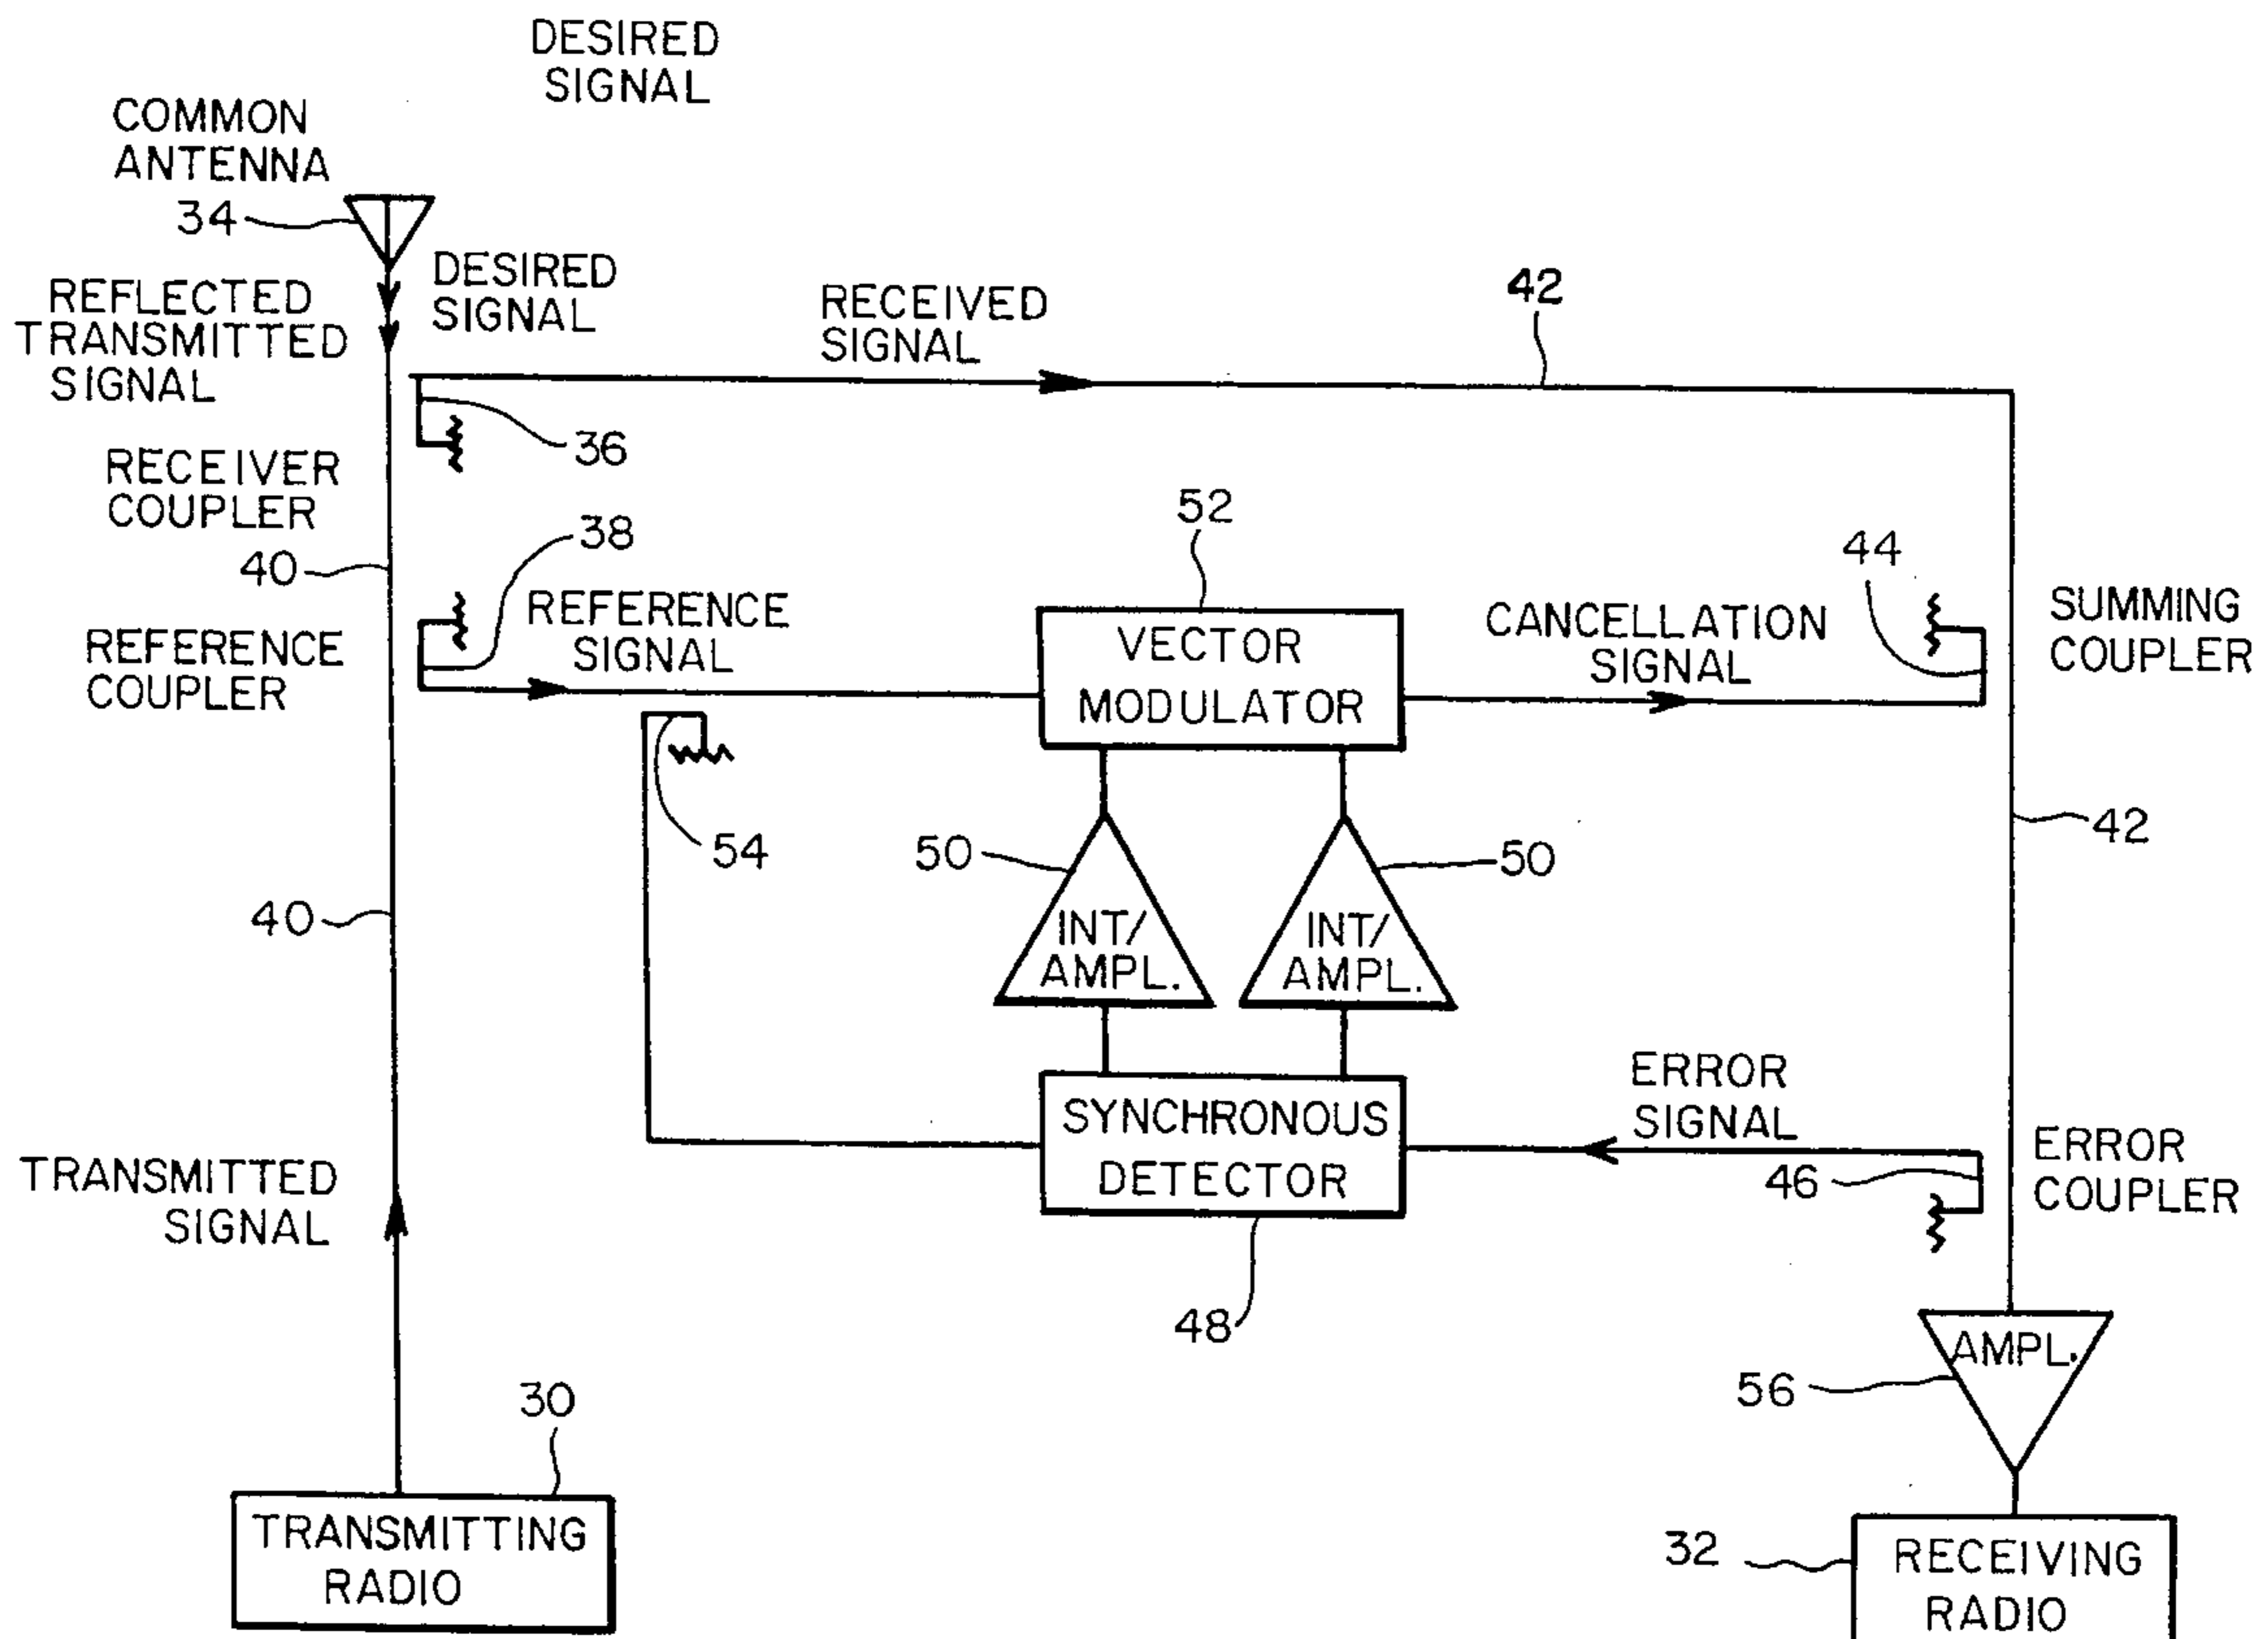 DESIRED
SIGNAL
COMMON
ANTENNA
34
REFLECTED
TRANSMITTED
SIGNAL
DESIRED
SIGNAL
RECEIVED
SIGNAL
42
36
RECEIVER
COUPLER
40
38
REFERENCE
COUPLER
REFERENCE
SIGNAL
52
VECTOR
MODULATOR
CANCELLATION
SIGNAL
44
SUMMING
COUPLER
54
50
INT/
AMPL.
50
INT/
AMPL.
42
40
TRANSMITTED
SIGNAL
SYNCHRONOUS
DETECTOR
48
ERROR
SIGNAL
46
ERROR
COUPLER
AMPL.
56
30
TRANSMITTING
RADIO
32
RECEIVING
RADIO